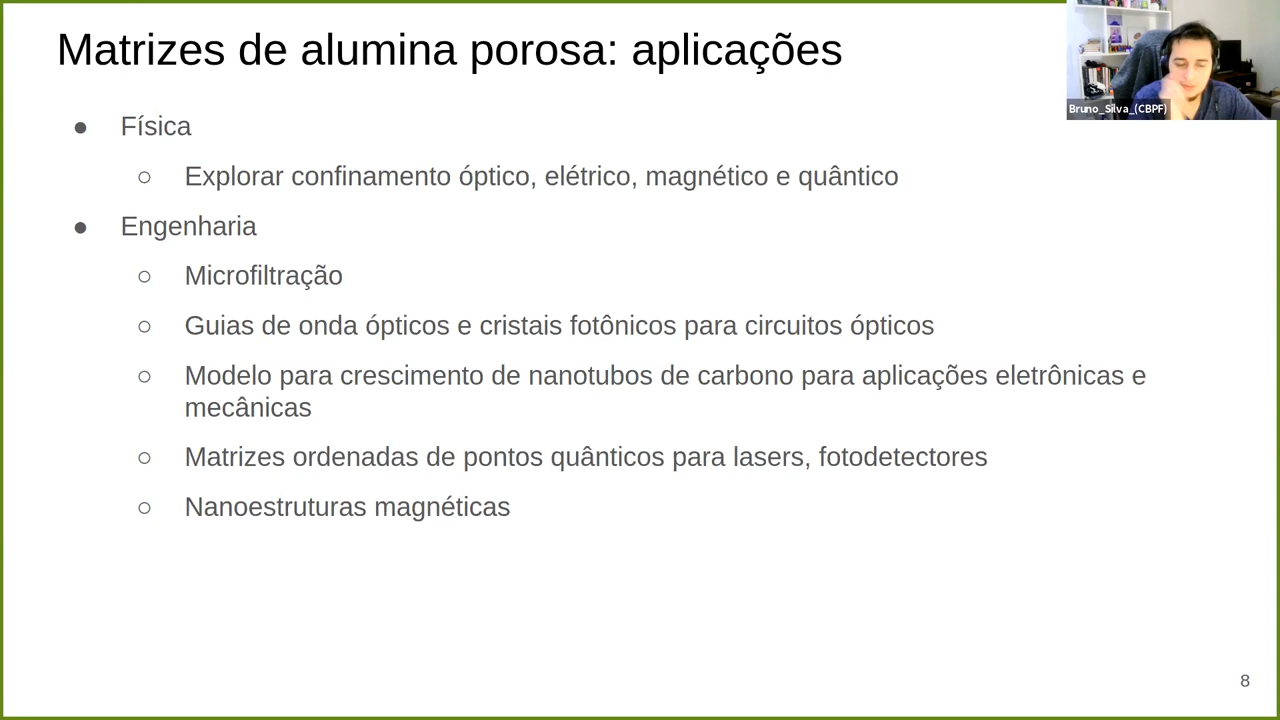 Matrizes de alumina porosa: aplicações
Bruno_Silva_(CBPF)
● Física
○ Explorar confinamento óptico, elétrico, magnético e quântico
● Engenharia
○ Microfiltração
○ Guias de onda ópticos e cristais fotônicos para circuitos ópticos
○ Modelo para crescimento de nanotubos de carbono para aplicações eletrônicas e
mecânicas
○ Matrizes ordenadas de pontos quânticos para lasers, fotodetectores
○ Nanoestruturas magnéticas
8